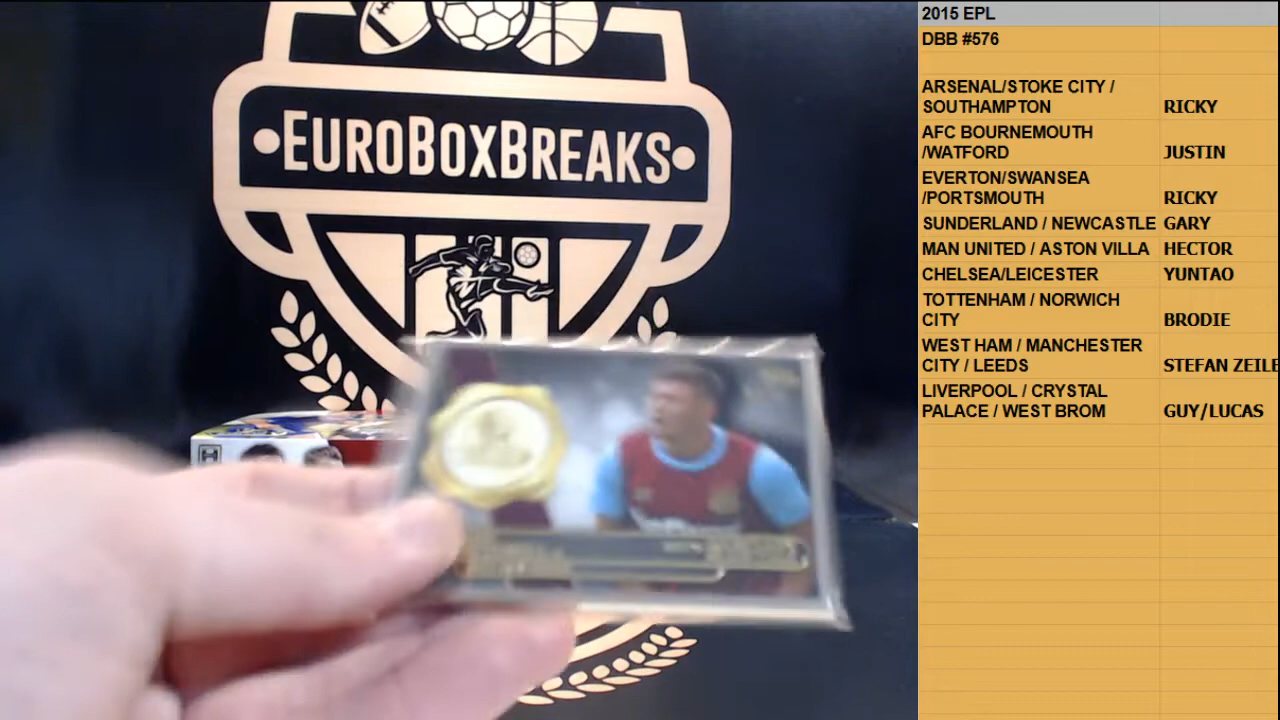 EUROBOXBREAKS
2015 EPL
DBB #576
ARSENAL/STOKE CITY /
SOUTHAMPTON RICKY
AFC BOURNEMOUTH
/WATFORD JUSTIN
EVERTON/SWANSEA
/PORTSMOUTH RICKY
SUNDERLAND / NEWCASTLE GARY
MAN UNITED / ASTON VILLA HECTOR
CHELSEA/LEICESTER YUNTAO
TOTTENHAM / NORWICH
CITY BRODIE
WEST HAM / MANCHESTER
CITY / LEEDS STEFAN ZEILE
LIVERPOOL / CRYSTAL
PALACE / WEST BROM GUY/LUCAS